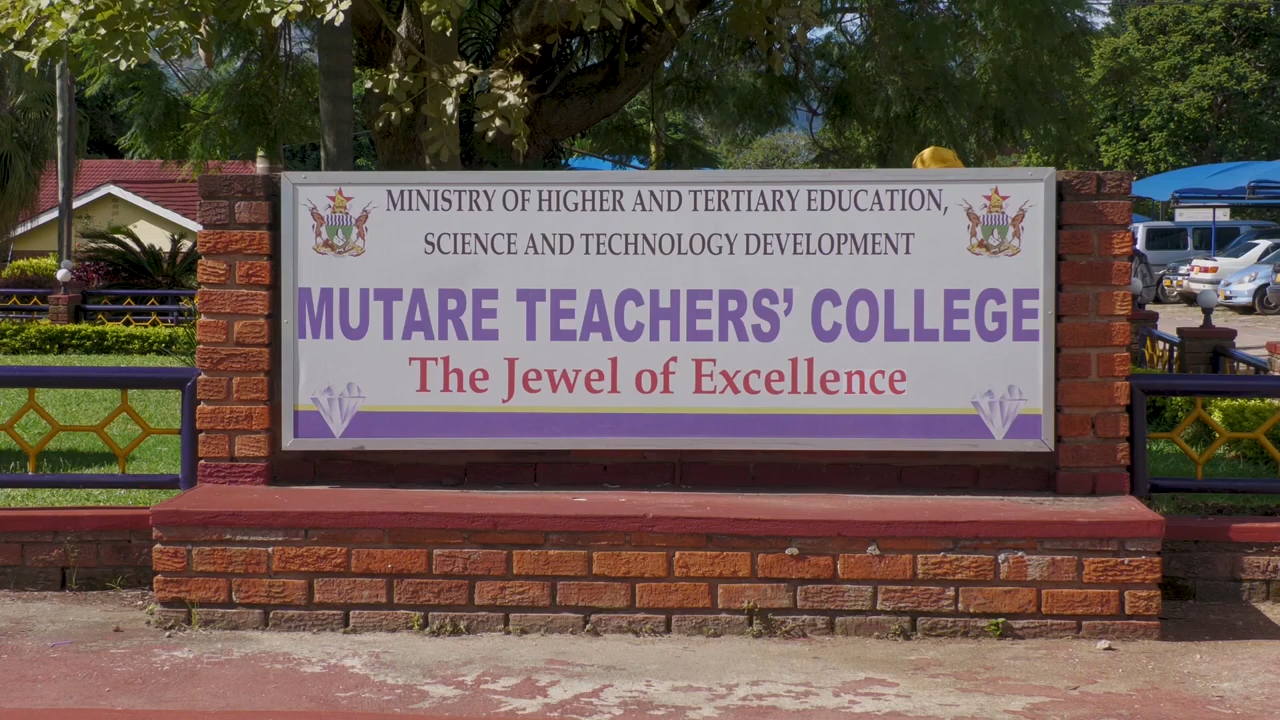 MINISTRY OF HIGHER AND TERTIARY EDUCATION,
SCIENCE AND TECHNOLOGY DEVELOPMENT
MUTARE TEACHERS’ COLLEGE
The Jewel of Excellence